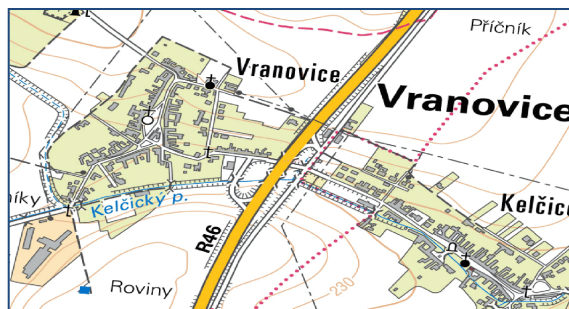 Příčník
Vranovice
Vranovice
Kelčice
níky
Kelčický p.
R46
230
Roviny